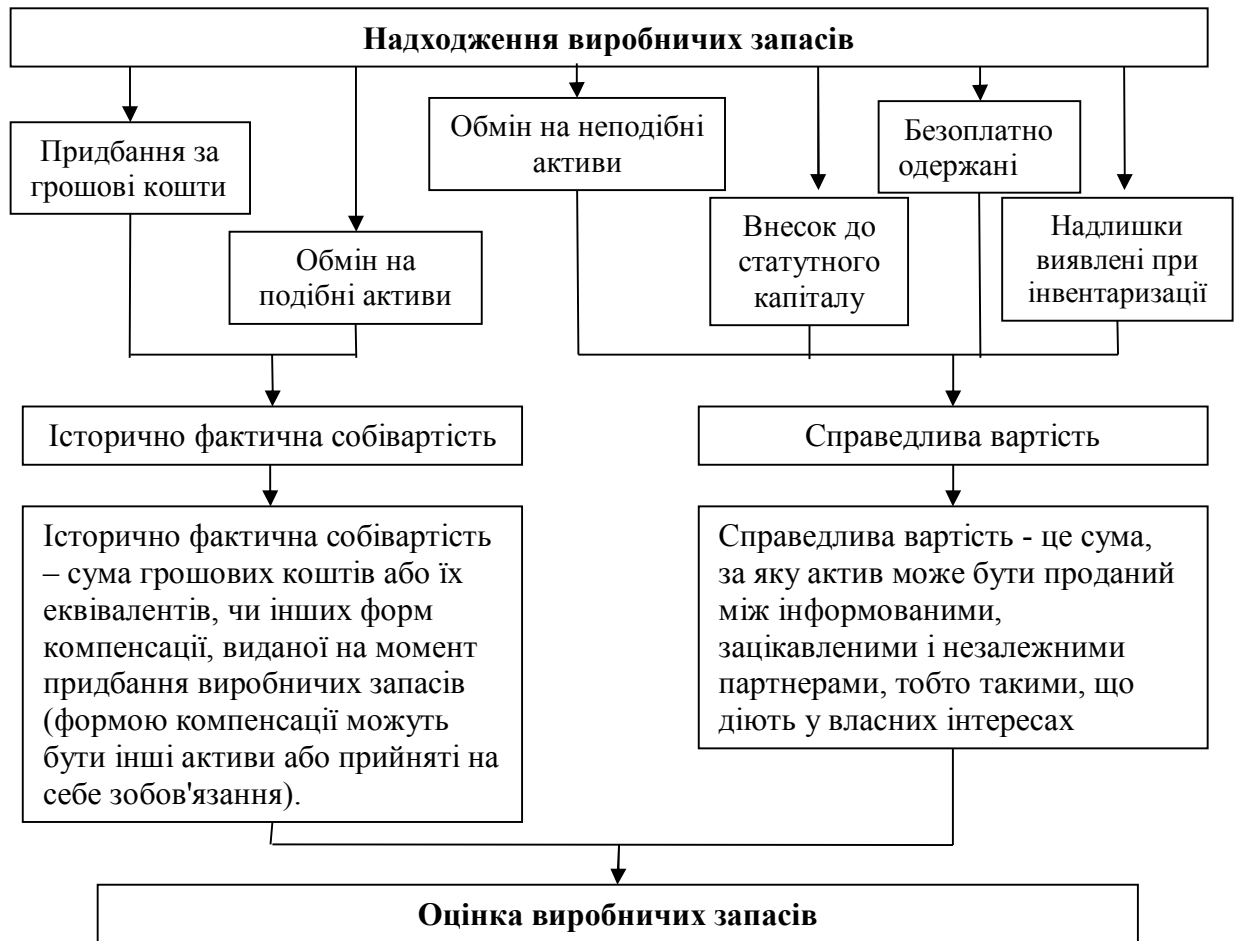 Надходження виробничих запасів
Придбання за
грошові кошти
Обмін на
подібні активи
Обмін на неподібні
активи
Внесок до
статутного
капіталу
Безоплатно
одержані
Надлишки
виявлені при
інвентаризації
Історично фактична собівартість
Справедлива вартість
Історично фактична собівартість
– сума грошових коштів або їх
еквівалентів, чи інших форм
компенсації, виданої на момент
придбання виробничих запасів
(формою компенсації можуть
бути інші активи або прийняті на
себе зобов'язання).
Справедлива вартість - це сума,
за яку актив може бути проданий
між інформованими,
зацікавленими і незалежними
партнерами, тобто такими, що
діють у власних інтересах
Оцінка виробничих запасів